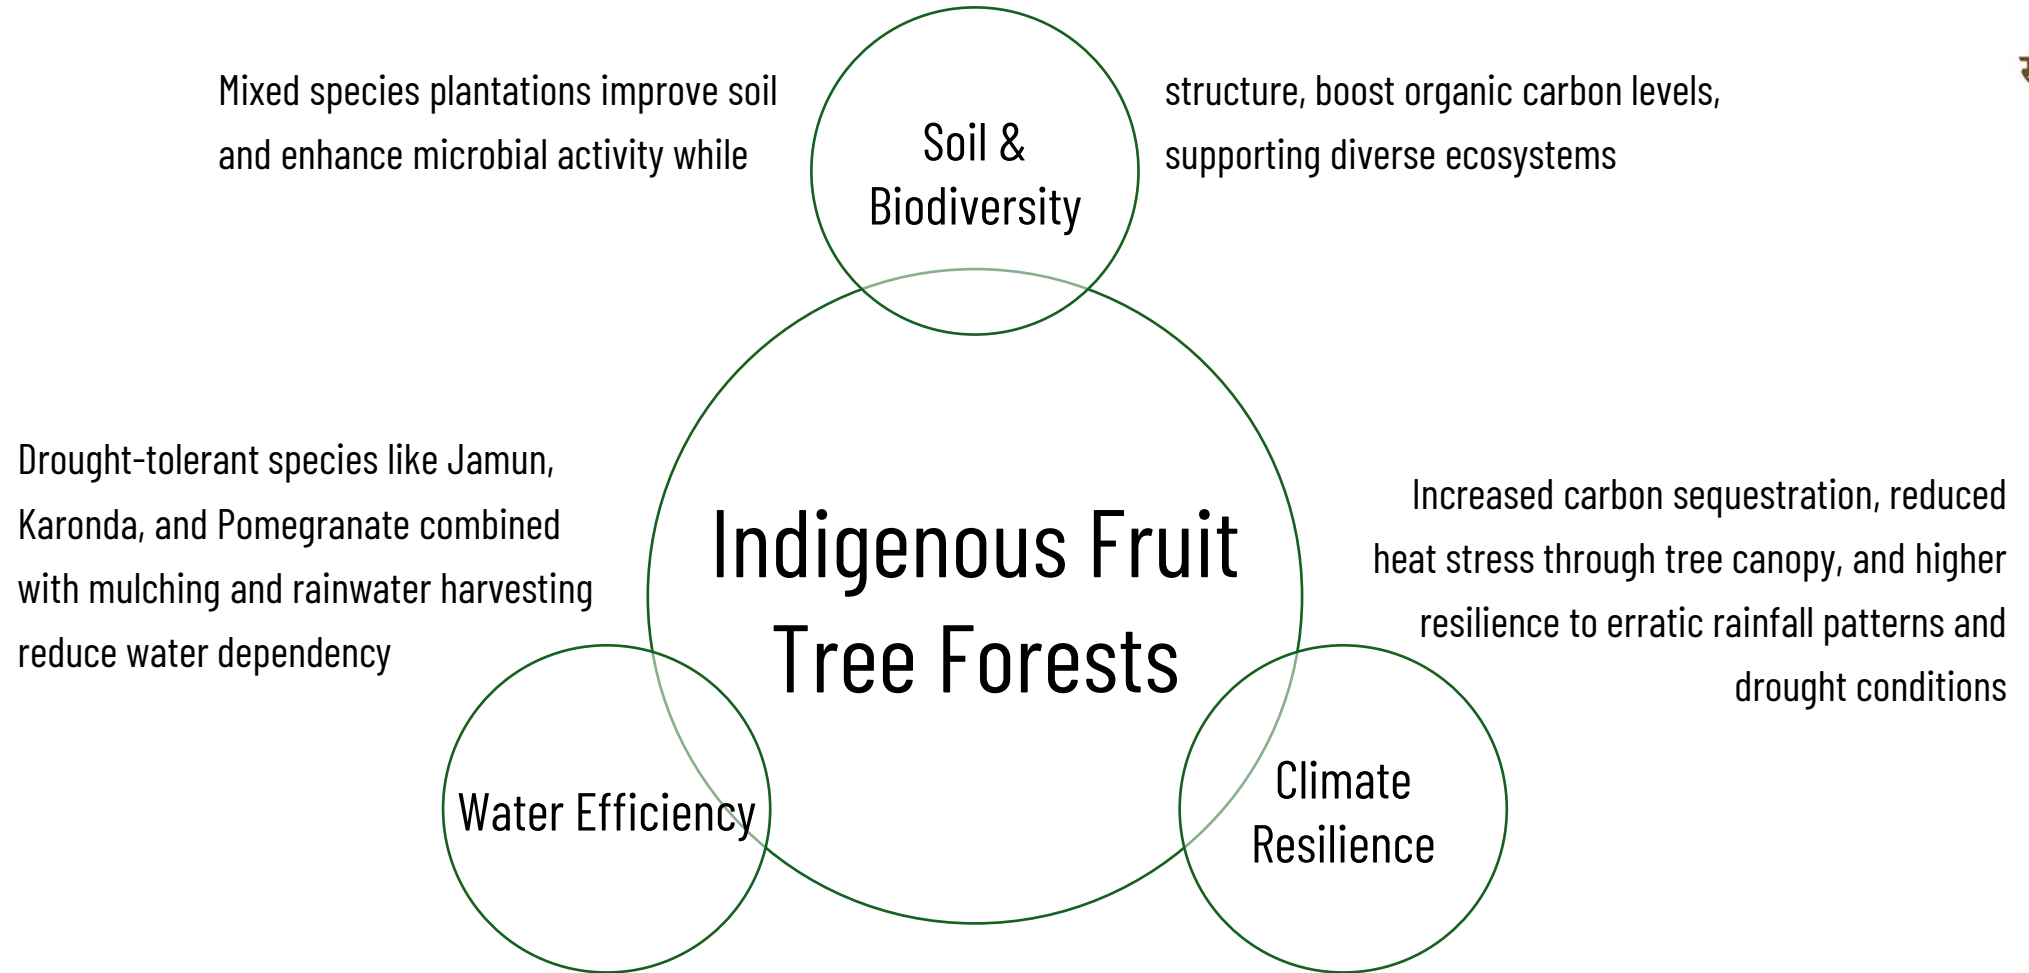 Mixed species plantations improve soil structure, boost organic carbon levels,
and enhance microbial activity while supporting diverse ecosystems
Soil &
Biodiversity
Drought-tolerant species like Jamun,
Karonda, and Pomegranate combined
with mulching and rainwater harvesting
reduce water dependency
Indigenous Fruit
Tree Forests
Increased carbon sequestration, reduced
heat stress through tree canopy, and higher
resilience to erratic rainfall patterns and
drought conditions
Water Efficiency
Climate
Resilience